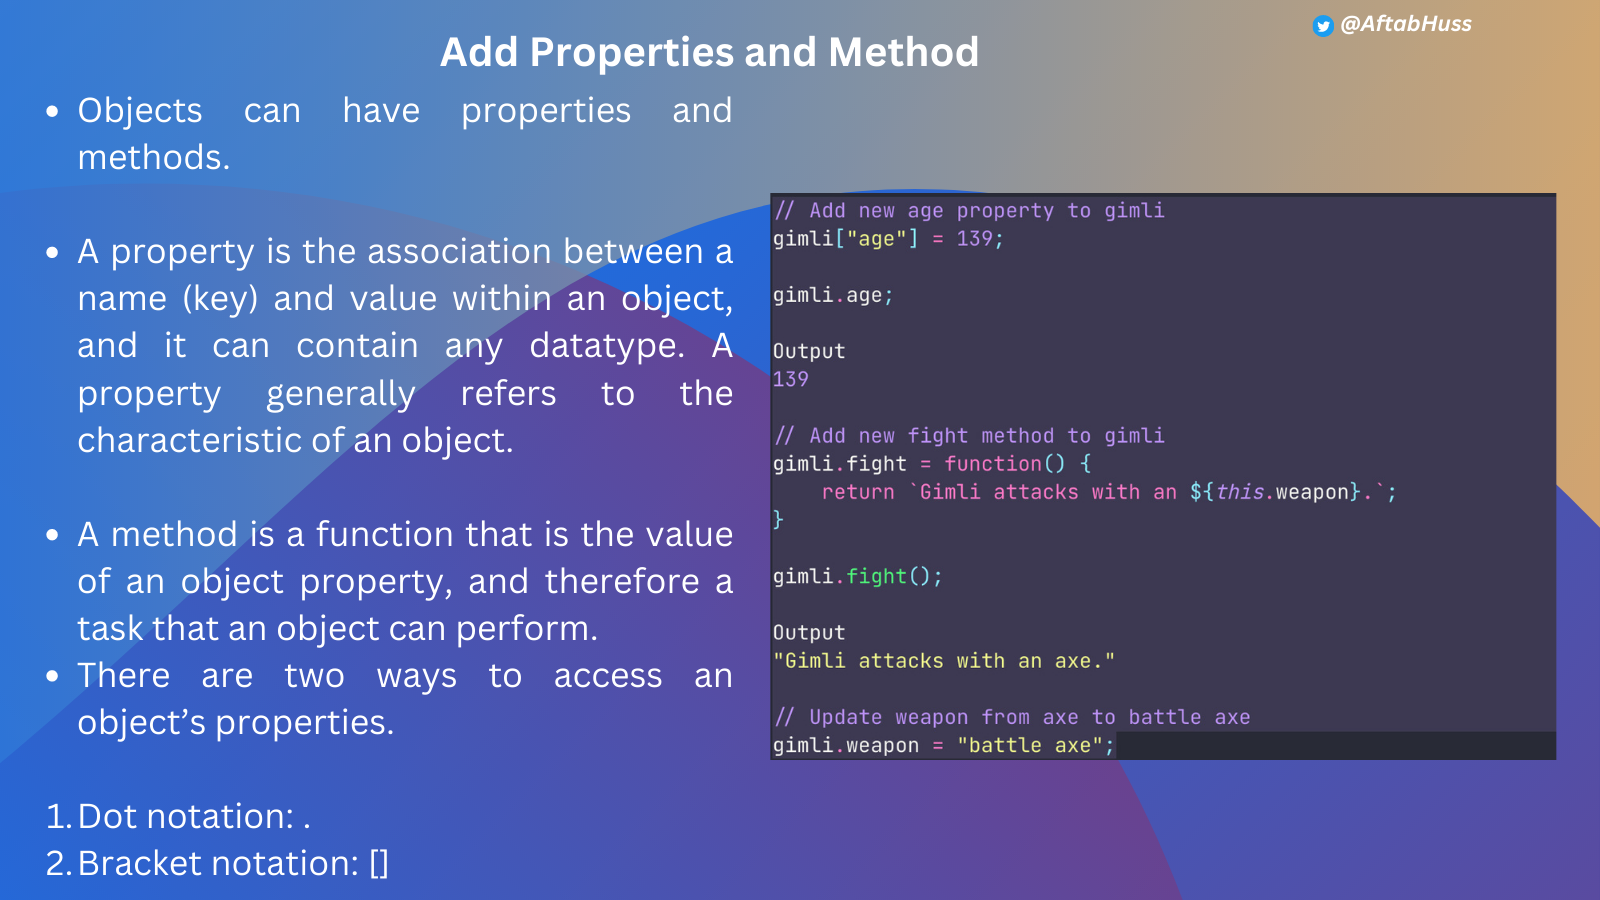 @AftabHuss
Add Properties and Method
• Objects can have properties and
methods.
• A property is the association between a
name (key) and value within an object,
and it can contain any datatype. A
property generally refers to the
characteristic of an object.
• A method is a function that is the value
of an object property, and therefore a
task that an object can perform.
• There are two ways to access an
object’s properties.
1. Dot notation: .
2. Bracket notation: []
// Add new age property to gimli
gimli["age"] = 139;
gimli.age;
Output
139
// Add new fight method to gimli
gimli.fight = function() {
    return `Gimli attacks with an ${this.weapon}.`;
}
gimli.fight();
Output
"Gimli attacks with an axe."
// Update weapon from axe to battle axe
gimli.weapon = "battle axe";